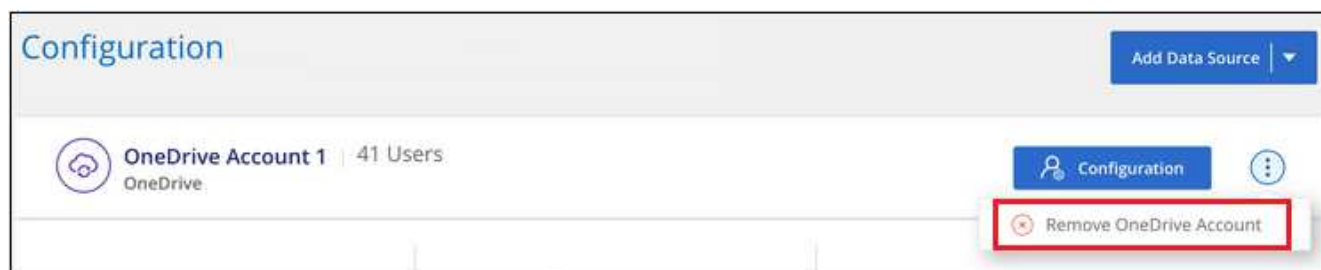 Configuration
Add Data Source
OneDrive Account 1 41 Users
OneDrive
Configuration
Remove OneDrive Account